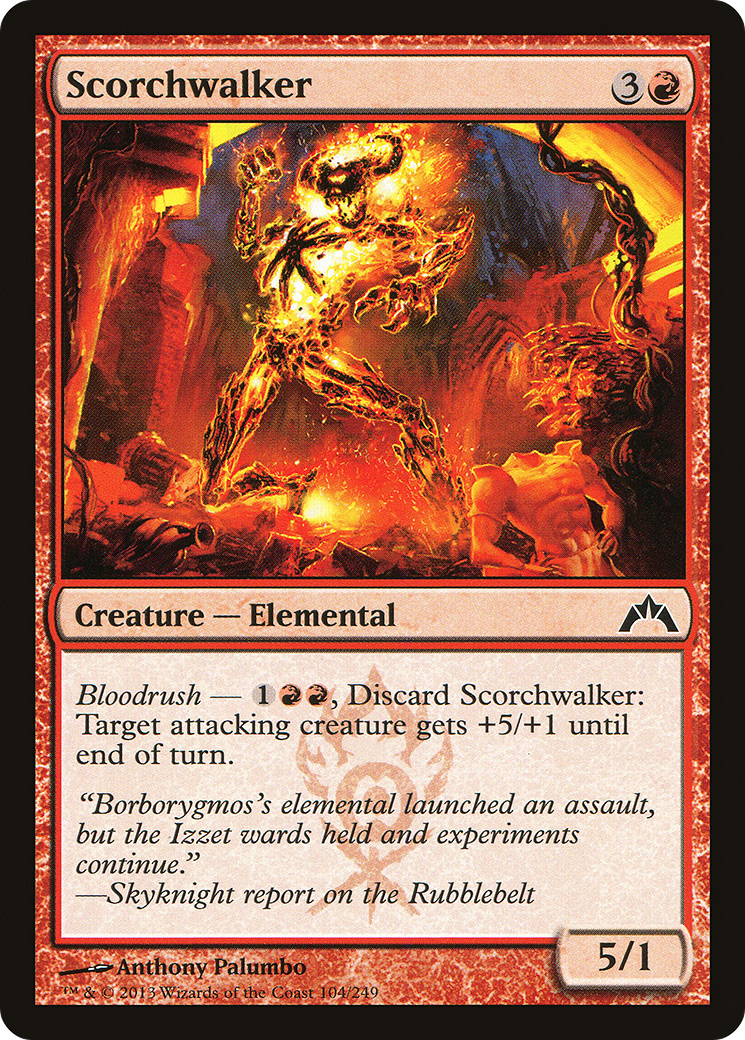 Scorchwalker 3
Creature — Elemental
Bloodrush — 1, Discard Scorchwalker:
Target attacking creature gets +5/+1 until
end of turn.
“Borborygmos’s elemental launched an assault,
but the Izzet wards held and experiments
continue.”
—Skyknight report on the Rubblebelt
5/1
Anthony Palumbo
™ & © 2013 Wizards of the Coast 104/249